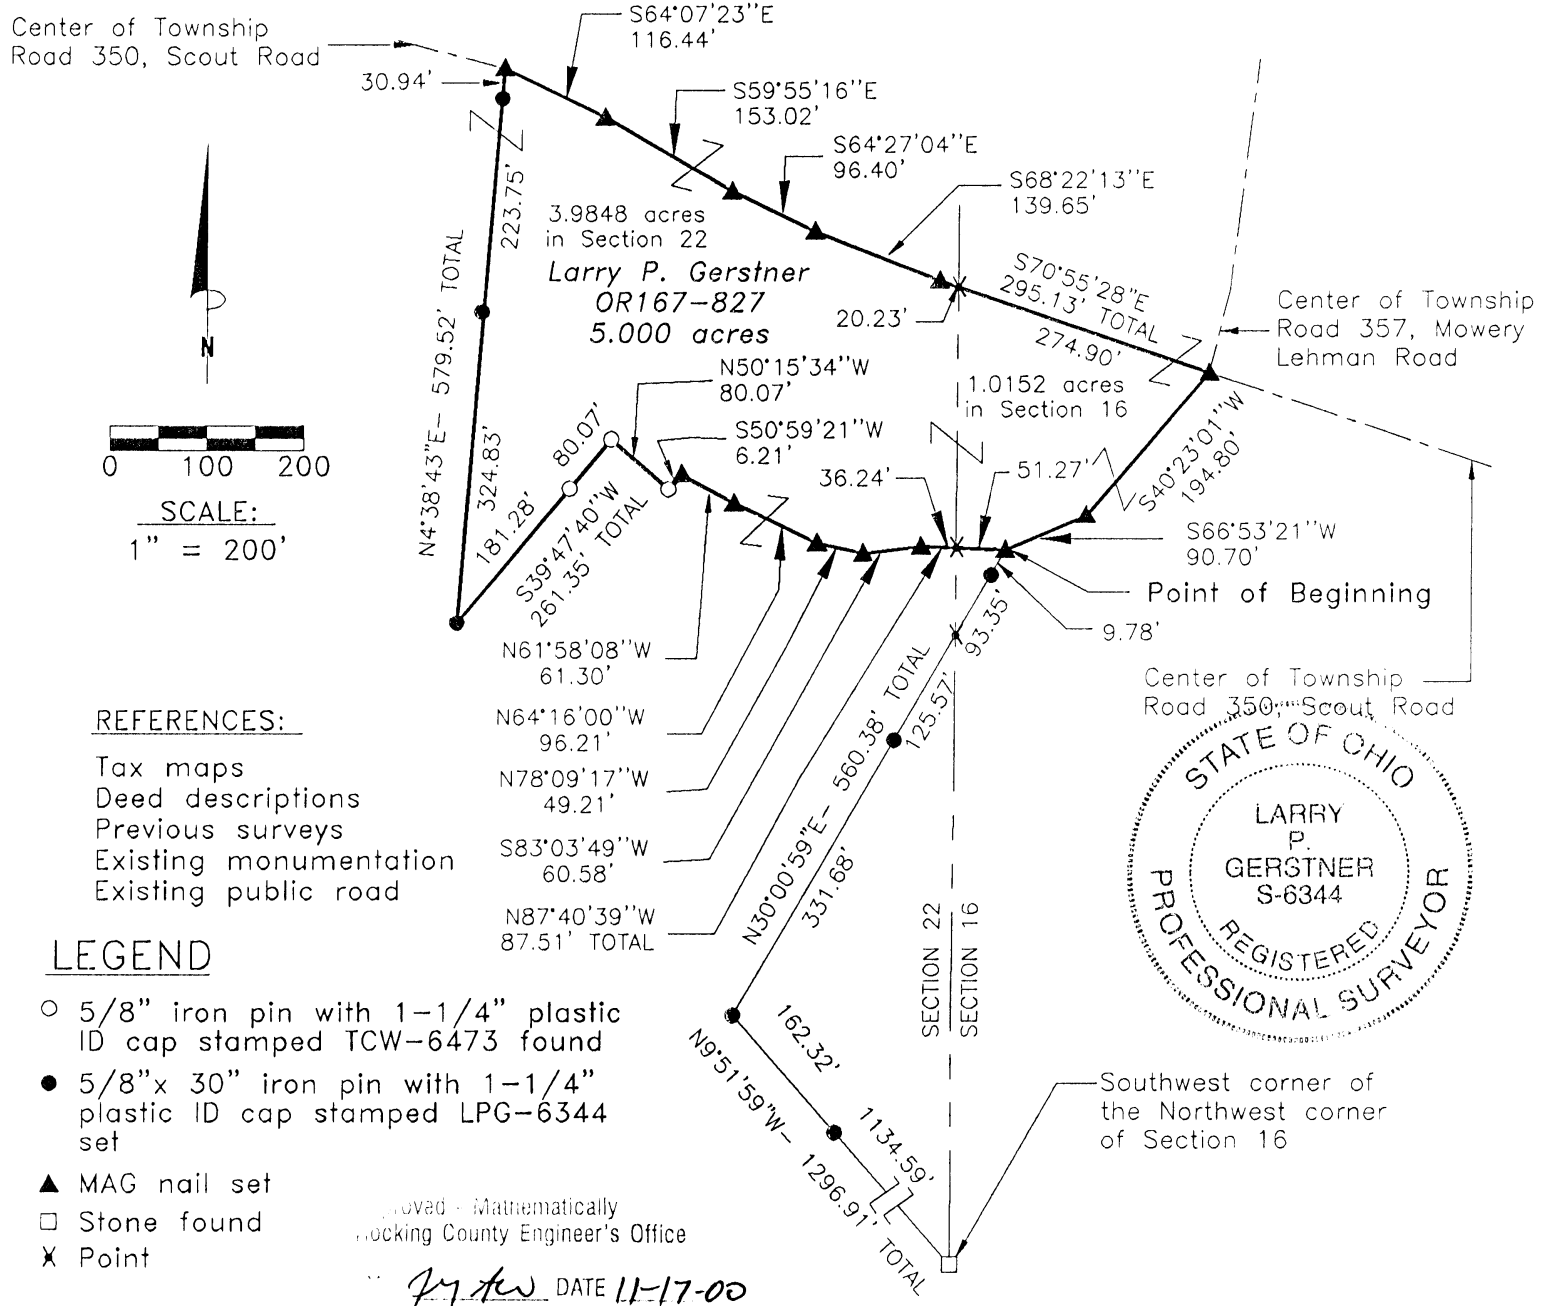 Center of Township
Road 350, Scout Road
S64°07'23"E
116.44'
30.94'
S59°55'16"E
153.02'
S64°27'04"E
96.40'
S68°22'13"E
139.65'
223.75'
N4°38'43"E- 579.52' TOTAL
324.83'
3.9848 acres
in Section 22
Larry P. Gerstner
OR167-827
5.000 acres
20.23'
S70°55'28"E
295.13' TOTAL
274.90'
Center of Township
Road 357, Mowery
Lehman Road
1.0152 acres
in Section 16
N
0 100 200
SCALE:
1" = 200'
N50°15'34"W
80.07'
S50°59'21"W
6.21'
80.07'
181.28'
S39°47'40"W
261.35' TOTAL
36.24'
51.27'
S40°23'01"W
194.80'
S66°53'21"W
90.70'
Point of Beginning
9.78'
93.35'
Center of Township
Road 350, Scout Road
N61°58'08"W
61.30'
N64°16'00"W
96.21'
N78°09'17"W
49.21'
S83°03'49"W
60.58'
N87°40'39"W
87.51' TOTAL
N30°00'59"E- 560.38' TOTAL
125.57'
331.68'
SECTION 22
SECTION 16
162.32'
N9°51'59"W- 1296.91' TOTAL
1134.59'
Southwest corner of
the Northwest corner
of Section 16
STATE OF OHIO
LARRY
P.
GERSTNER
S-6344
REGISTERED
PROFESSIONAL SURVEYOR
REFERENCES:
Tax maps
Deed descriptions
Previous surveys
Existing monumentation
Existing public road
LEGEND
5/8" iron pin with 1-1/4" plastic
ID cap stamped TCW-6473 found
5/8"x 30" iron pin with 1-1/4"
plastic ID cap stamped LPG-6344
set
MAG nail set
Stone found
Point
Mathematically
County Engineer's Office
DATE 11-17-00